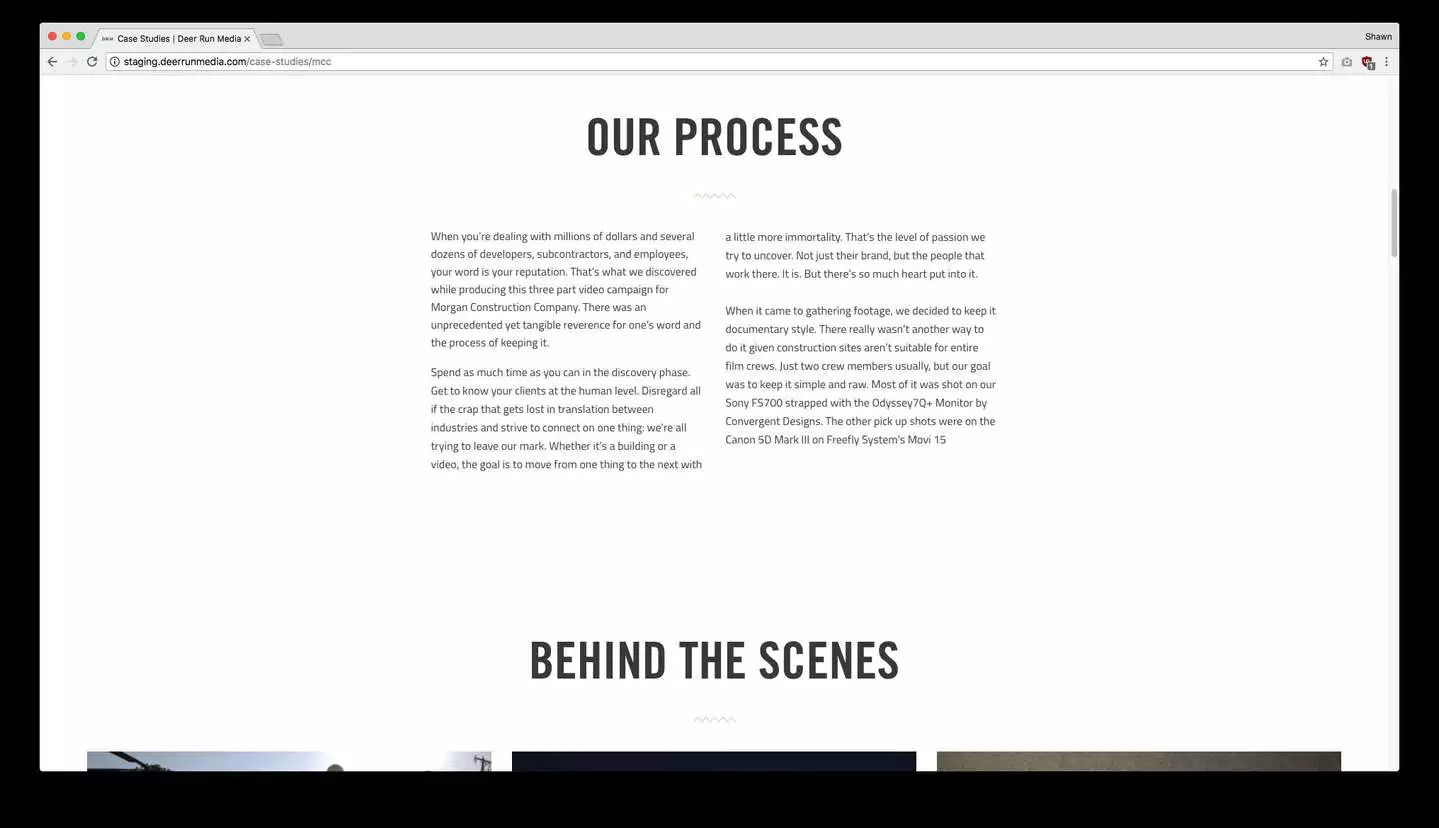 Case Studies | Deer Run Media
Shawn
staging.deerrunmedia.com/case-studies/mcc
OUR PROCESS
When you’re dealing with millions of dollars and several
dozens of developers, subcontractors, and employees,
your word is your reputation. That’s what we discovered
while producing this three part video campaign for
Morgan Construction Company. There was an
unprecedented yet tangible reverence for one’s word and
the process of keeping it.
Spend as much time as you can in the discovery phase.
Get to know your clients at the human level. Disregard all
if the crap that gets lost in translation between
industries and strive to connect on one thing: we’re all
trying to leave our mark. Whether it’s a building or a
video, the goal is to move from one thing to the next with
a little more immortality. That’s the level of passion we
try to uncover. Not just their brand, but the people that
work there. It is. But there’s so much heart put into it.
When it came to gathering footage, we decided to keep it
documentary style. There really wasn’t another way to
do it given construction sites aren’t suitable for entire
film crews. Just two crew members usually, but our goal
was to keep it simple and raw. Most of it was shot on our
Sony FS700 strapped with the Odyssey7Q+ Monitor by
Convergent Designs. The other pick up shots were on the
Canon 5D Mark III on Freefly System’s Movi 15
BEHIND THE SCENES